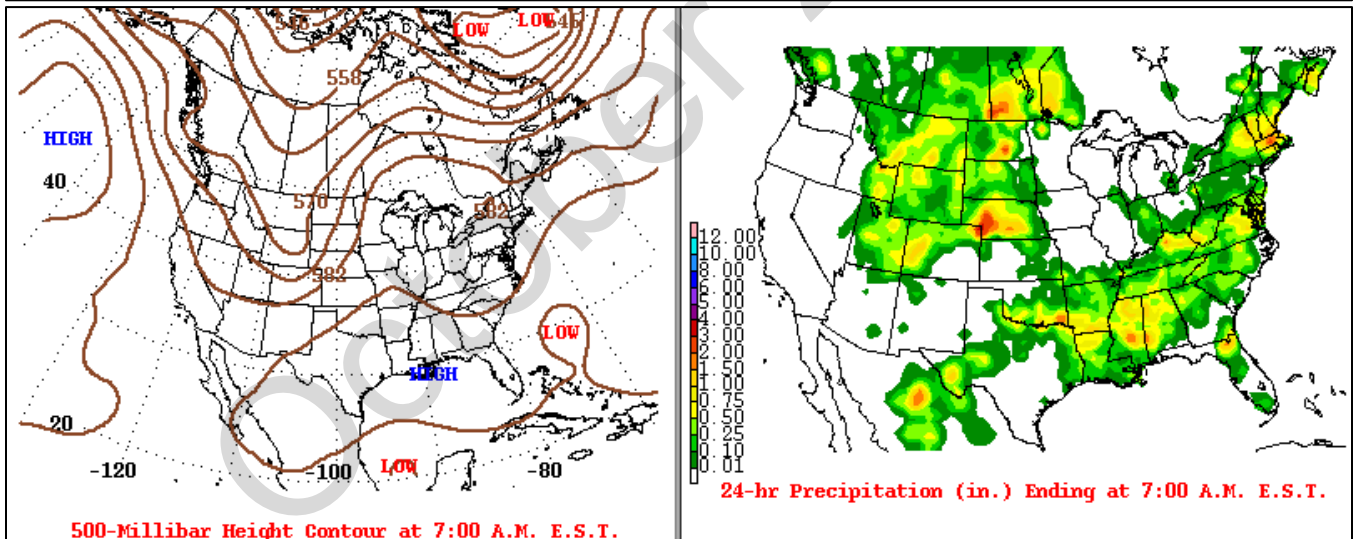 546
LOW
LOW
546
558
HIGH
40
570
582
582
LOW
HIGH
20
-120
-100
LOW
-80
500-Millibar Height Contour at 7:00 A.M. E.S.T.
12.00
10.00
8.00
6.00
5.00
4.00
3.00
2.00
1.50
1.00
0.75
0.50
0.25
0.10
0.01
24-hr Precipitation (in.) Ending at 7:00 A.M. E.S.T.
October